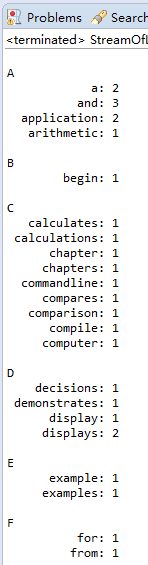 Problems Search
<terminated> StreamOfL
A
a: 2
and: 3
application: 2
arithmetic: 1
B
begin: 1
C
calculates: 1
calculations: 1
chapter: 1
chapters: 1
commandline: 1
compares: 1
comparison: 1
compile: 1
computer: 1
D
decisions: 1
demonstrates: 1
display: 1
displays: 2
E
example: 1
examples: 1
F
for: 1
from: 1